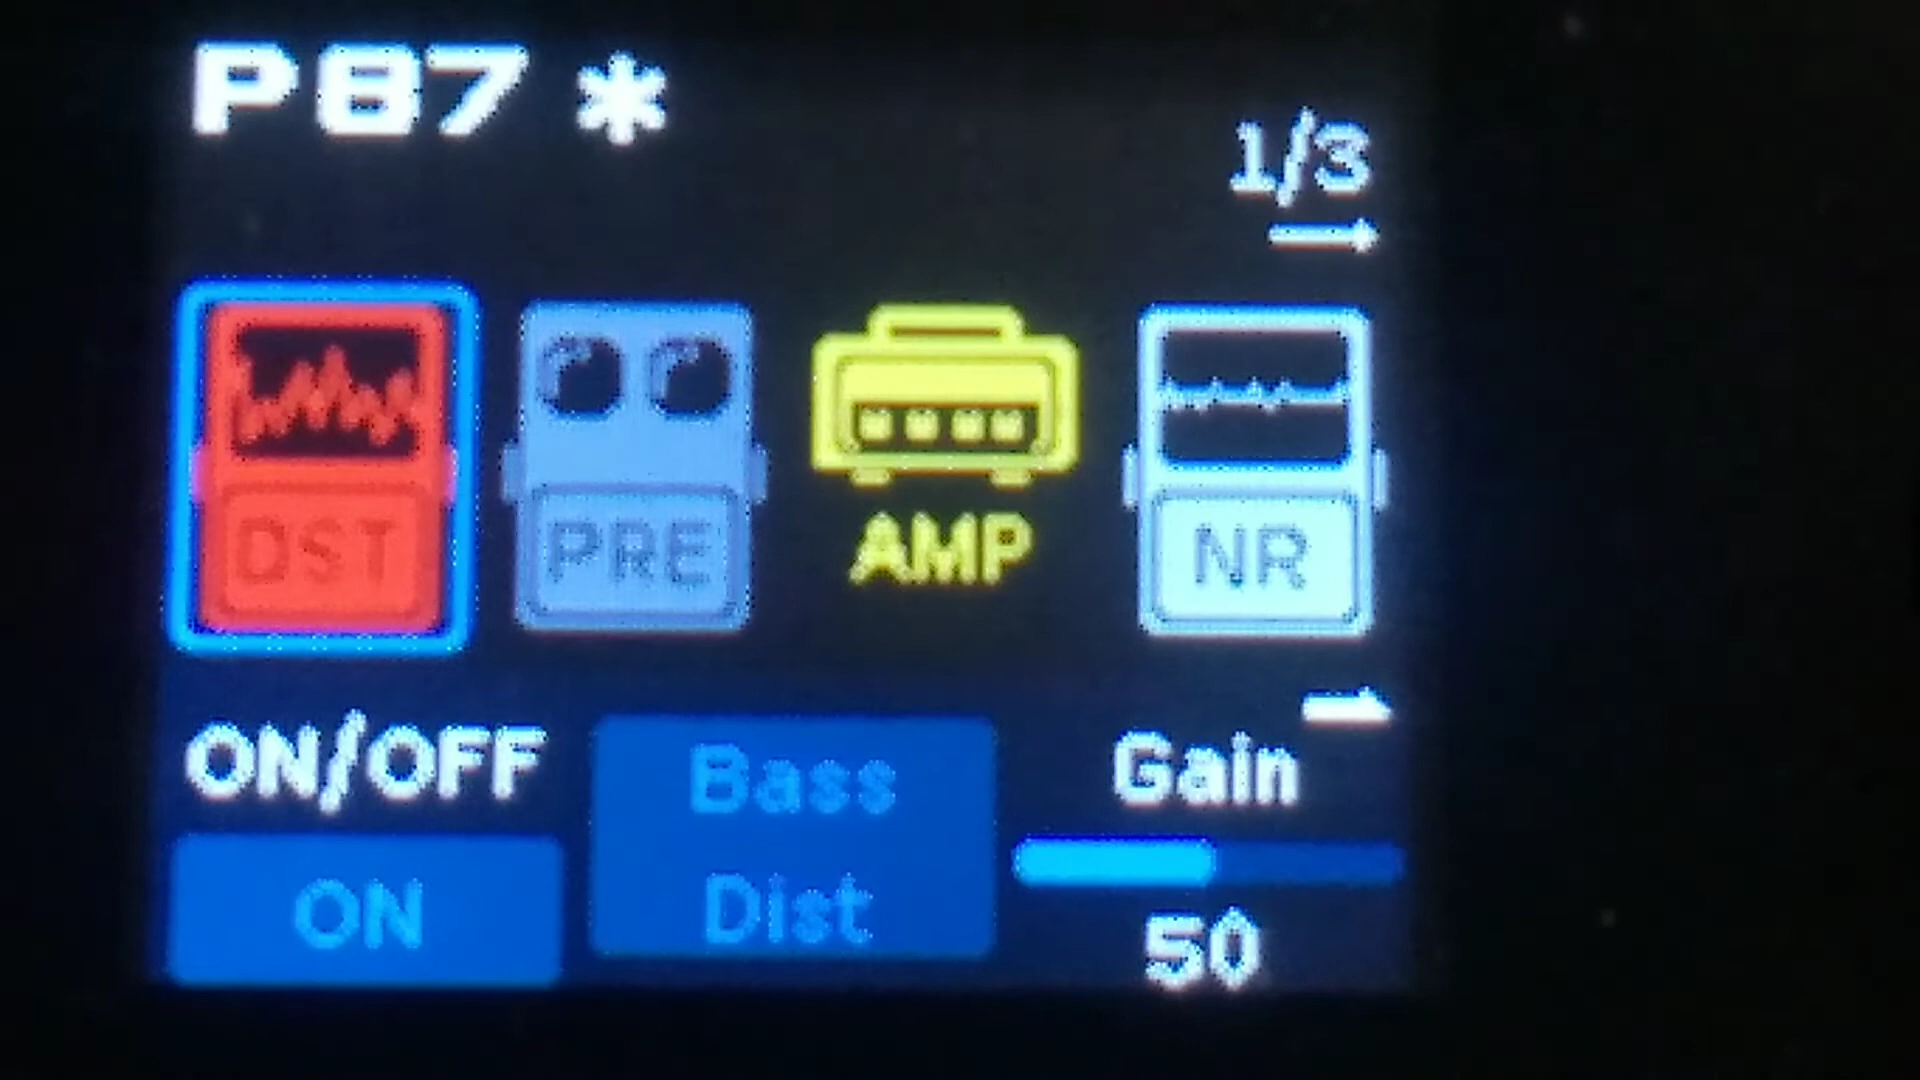 P87 *
1/3
DST PRE AMP NR
ON/OFF
ON
Bass
Dist
Gain
50